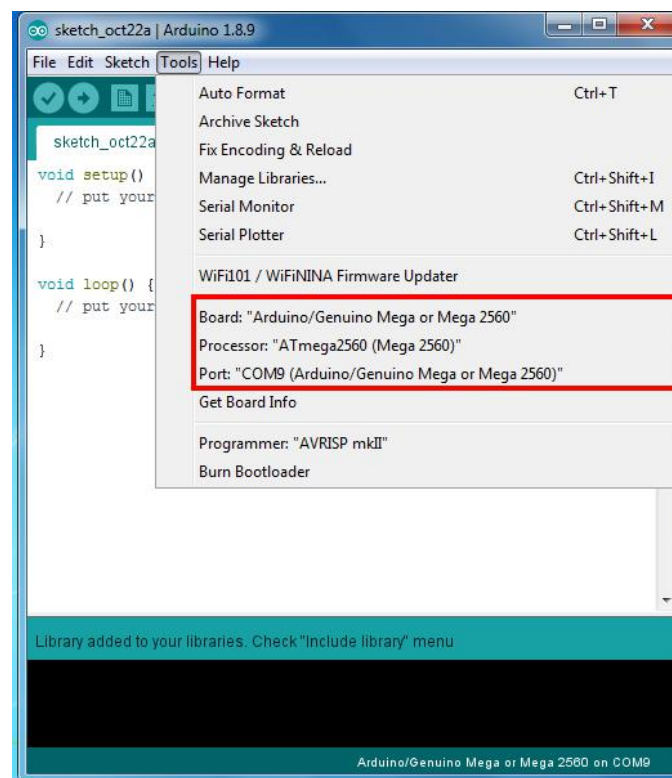 sketch_oct22a | Arduino 1.8.9
File Edit Sketch Tools Help
sketch_oct22a
Auto Format Ctrl+T
Archive Sketch
Fix Encoding & Reload
Manage Libraries... Ctrl+Shift+I
Serial Monitor Ctrl+Shift+M
Serial Plotter Ctrl+Shift+L
WiFi101 / WiFiNINA Firmware Updater
Board: "Arduino/Genuino Mega or Mega 2560"
Processor: "ATmega2560 (Mega 2560)"
Port: "COM9 (Arduino/Genuino Mega or Mega 2560)"
Get Board Info
Programmer: "AVRISP mkII"
Burn Bootloader
void setup()
// put your
}
void loop() {
// put your
}
Library added to your libraries. Check "Include library" menu
Arduino/Genuino Mega or Mega 2560 on COM9